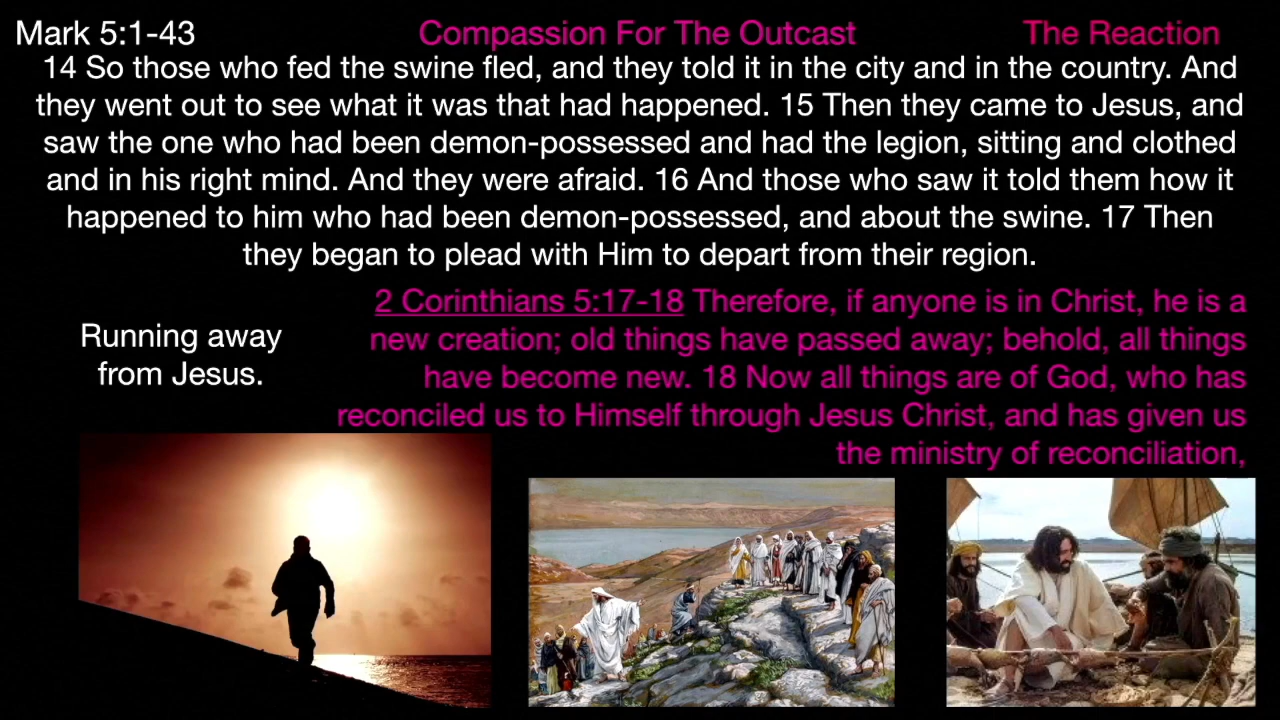 Mark 5:1-43
Compassion For The Outcast
The Reaction
14 So those who fed the swine fled, and they told it in the city and in the country. And
they went out to see what it was that had happened. 15 Then they came to Jesus, and
saw the one who had been demon-possessed and had the legion, sitting and clothed
and in his right mind. And they were afraid. 16 And those who saw it told them how it
happened to him who had been demon-possessed, and about the swine. 17 Then
they began to plead with Him to depart from their region.
Running away
from Jesus.
2 Corinthians 5:17-18 Therefore, if anyone is in Christ, he is a
new creation; old things have passed away; behold, all things
have become new. 18 Now all things are of God, who has
reconciled us to Himself through Jesus Christ, and has given us
the ministry of reconciliation,